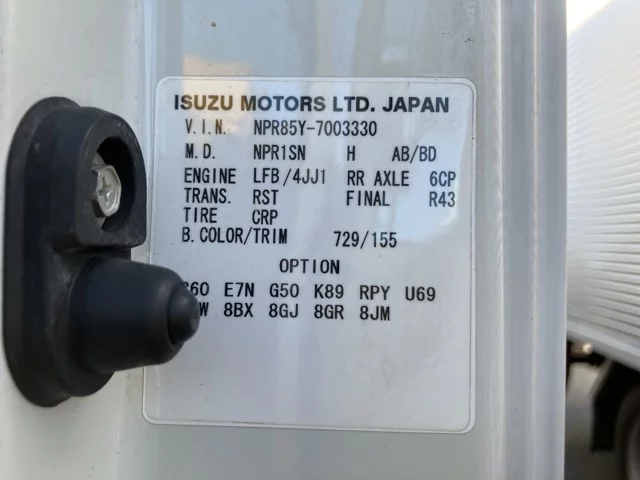 ISUZU MOTORS LTD. JAPAN
V.I.N. NPR85Y-7003330
M.D. NPR1SN H AB/BD
ENGINE LFB/4JJ1 RR AXLE 6CP
TRANS. RST FINAL R43
TIRE CRP
B.COLOR/TRIM 729/155
OPTION
E7N G50 K89 RPY U69
8BX 8GJ 8GR 8JM